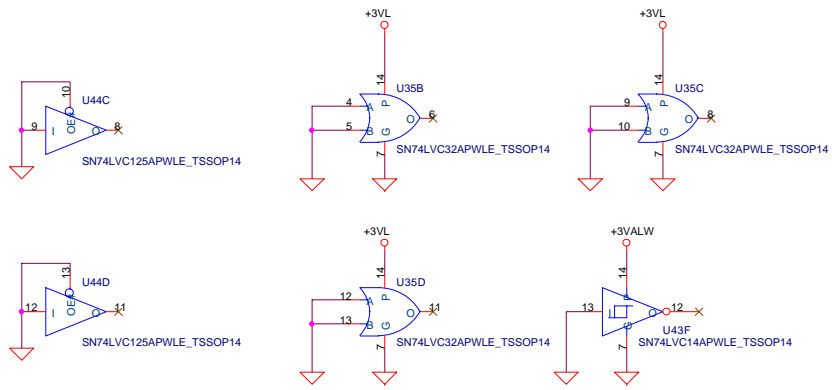 +3VL
+3VL
10
U44C
OE#
9
I
O
8
SN74LVC125APWLE_TSSOP14
14
U35B
4
A
P
5
B
G
O
6
7
SN74LVC32APWLE_TSSOP14
14
U35C
9
A
P
10
B
G
O
8
7
SN74LVC32APWLE_TSSOP14
+3VL
+3VALW
13
U44D
OE#
12
I
O
11
SN74LVC125APWLE_TSSOP14
14
U35D
12
A
P
13
B
G
O
11
7
SN74LVC32APWLE_TSSOP14
14
P
13
I
O
12
G
U43F
7
SN74LVC14APWLE_TSSOP14